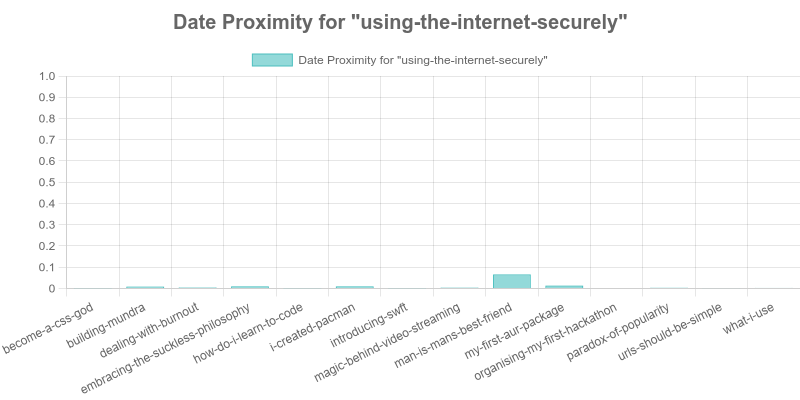 Date Proximity for "using-the-internet-securely"
Date Proximity for "using-the-internet-securely"
1.0
0.9
0.8
0.7
0.6
0.5
0.4
0.3
0.2
0.1
0
become-a-css-god
building-mundra
dealing-with-burnout
embracing-the-suckless-philosophy
how-do-i-learn-to-code
i-created-pacman
introducing-swft
magic-behind-video-streaming
man-is-mans-best-friend
my-first-aur-package
organising-my-first-hackathon
paradox-of-popularity
urls-should-be-simple
what-i-use